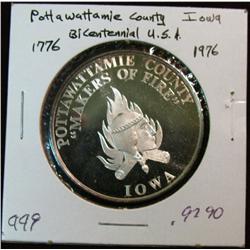 Pottawattamie County Iowa
Bicentennial U.S.A.
1776 1976
POTTAWATTAMIE COUNTY
"MAKERS OF FIRE"
IOWA
.999 .9290